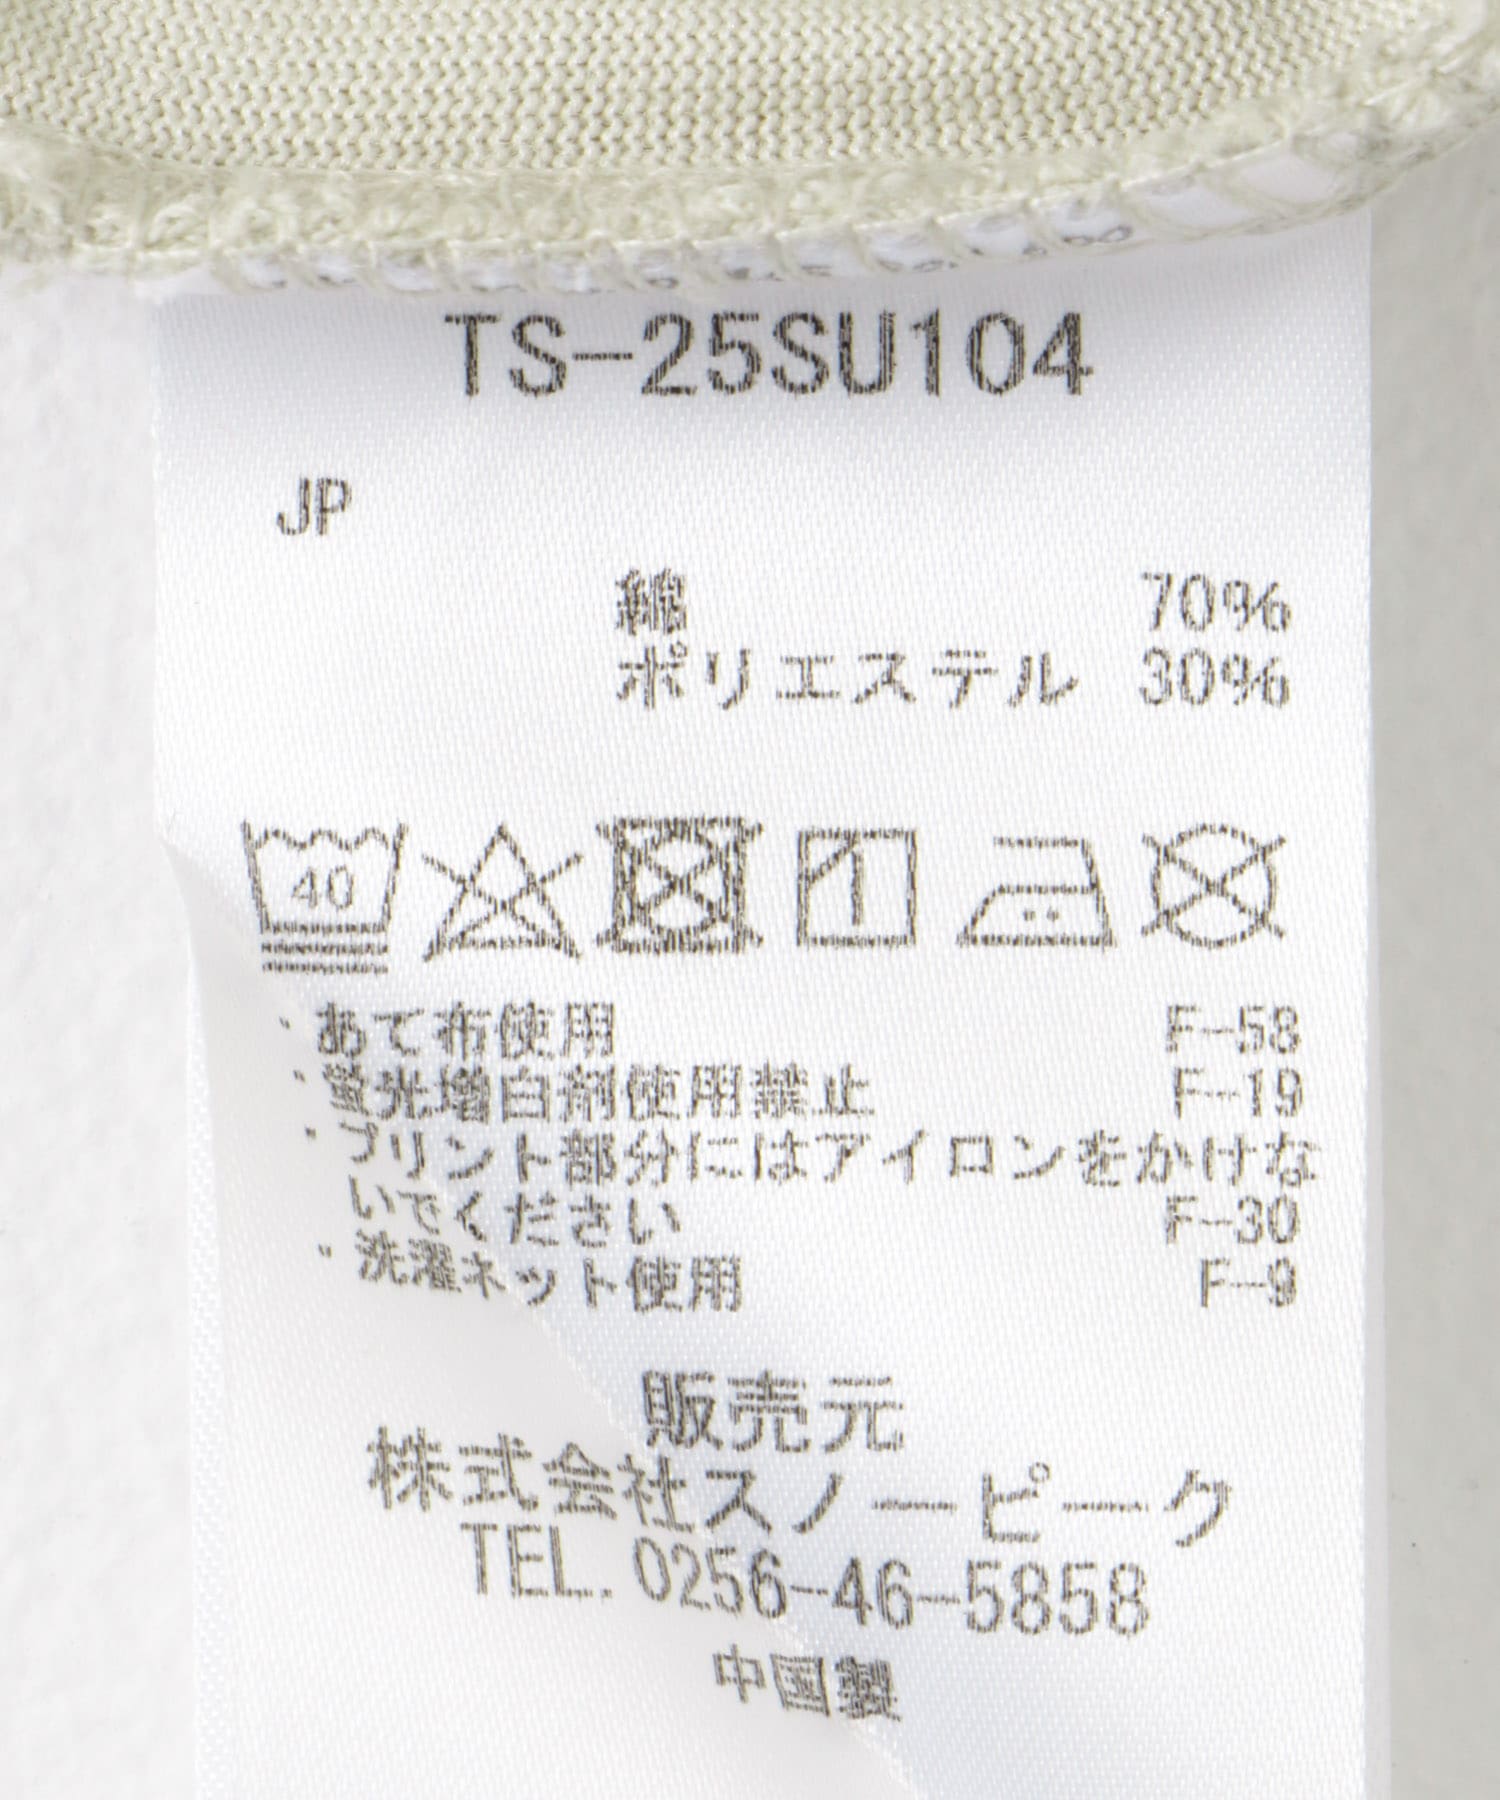 TS-25SU104
JP
綿 70%
ポリエステル 30%
40
・あて布使用 F-58
・蛍光増白剤使用禁止 F-19
・プリント部分にはアイロンをかけな
いでください F-30
・洗濯ネット使用 F-9
販売元
株式会社スノーピーク
TEL. 0256-46-5858
中国製